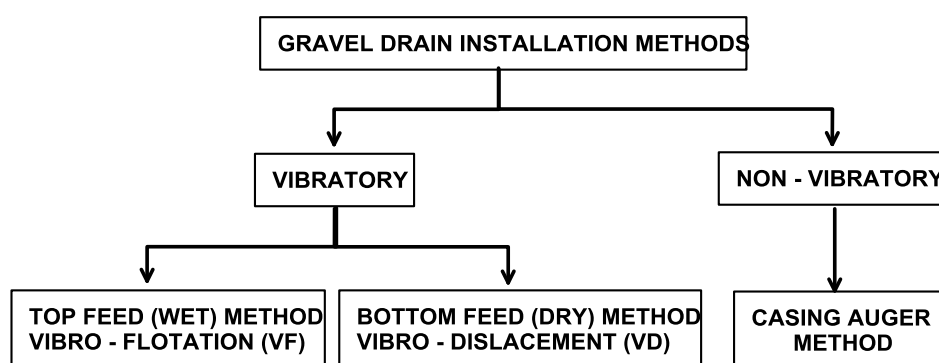 GRAVEL DRAIN INSTALLATION METHODS
VIBRATORY
NON - VIBRATORY
TOP FEED (WET) METHOD
VIBRO - FLOTATION (VF)
BOTTOM FEED (DRY) METHOD
VIBRO - DISLACEMENT (VD)
CASING AUGER
METHOD